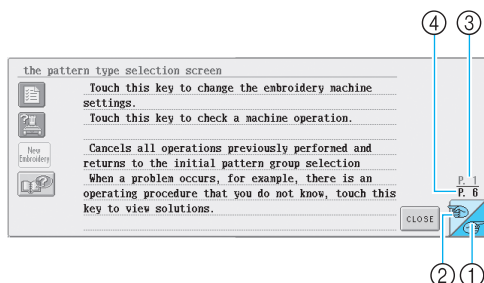 ④ ③
the pattern type selection screen
Touch this key to change the embroidery machine
settings.
Touch this key to check a machine operation.
New
Embroidery
Cancels all operations previously performed and
returns to the initial pattern group selection
When a problem occurs, for example, there is an
operating procedure that you do not know, touch this
key to view solutions.
P. 1
P. 6
CLOSE
② ①